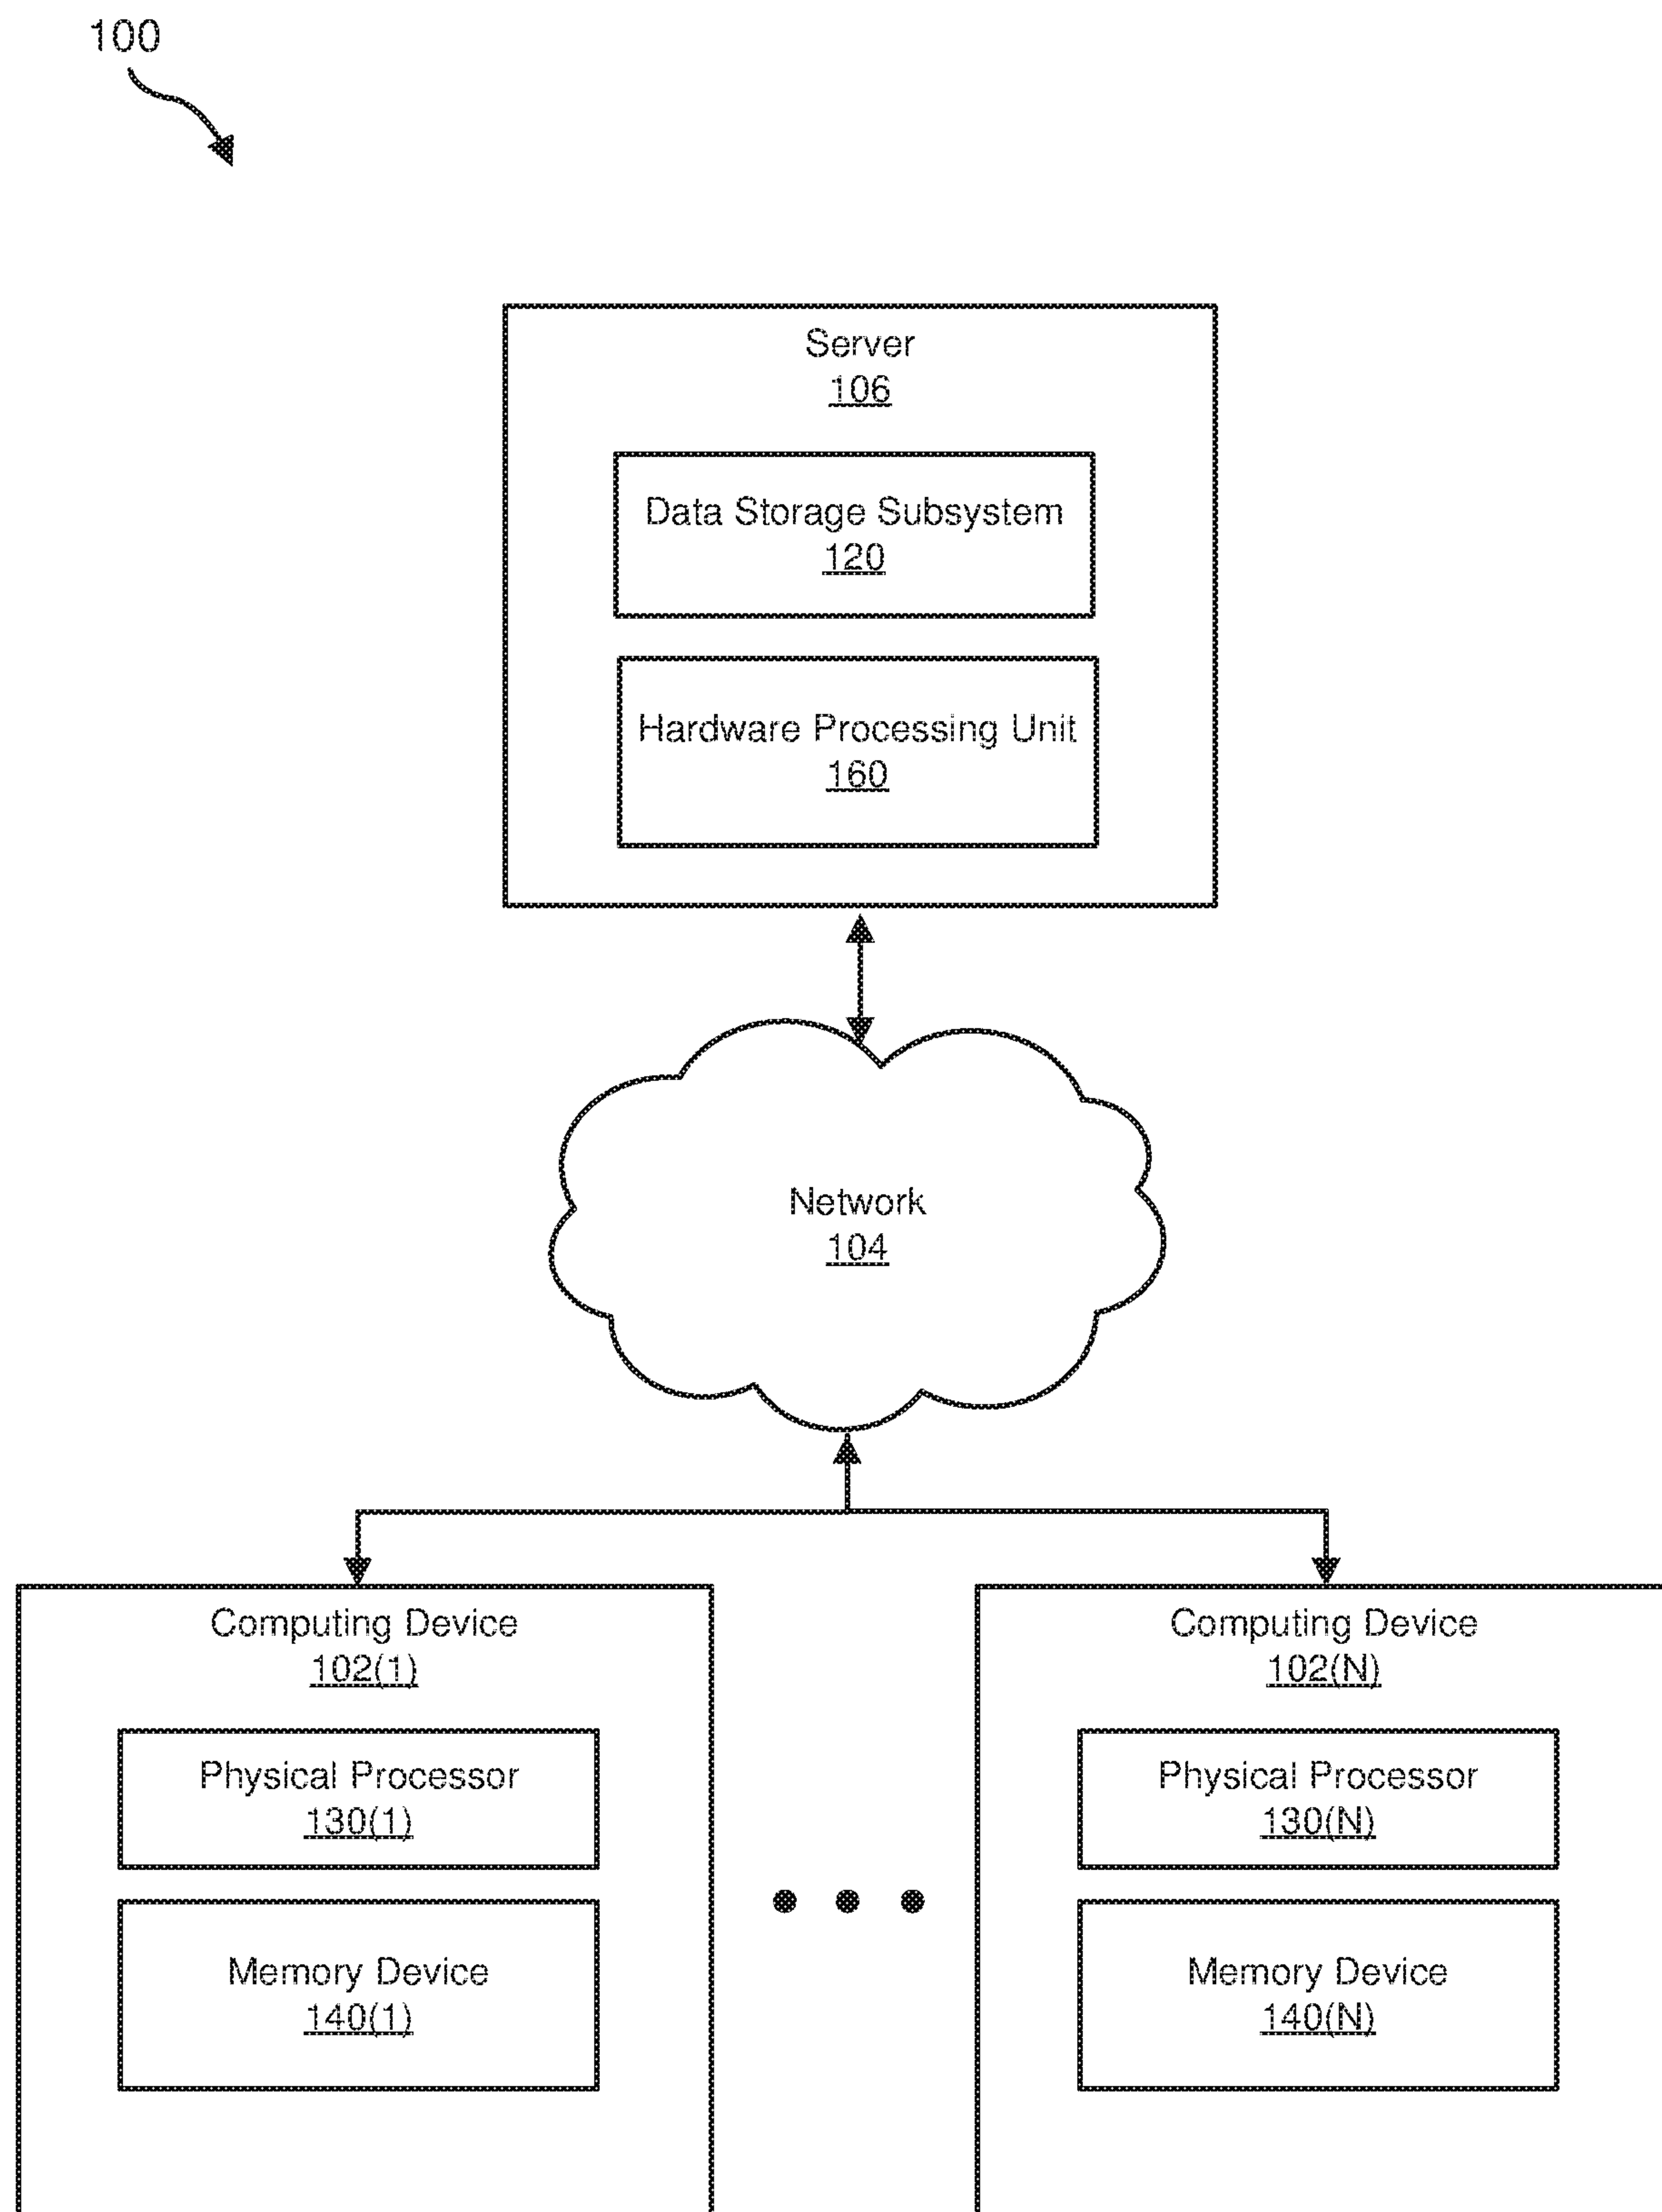 100
Server
106
Data Storage Subsystem
120
Hardware Processing Unit
160
Network
104
Computing Device
102(1)
Physical Processor
130(1)
Memory Device
140(1)
Computing Device
102(N)
Physical Processor
130(N)
Memory Device
140(N)